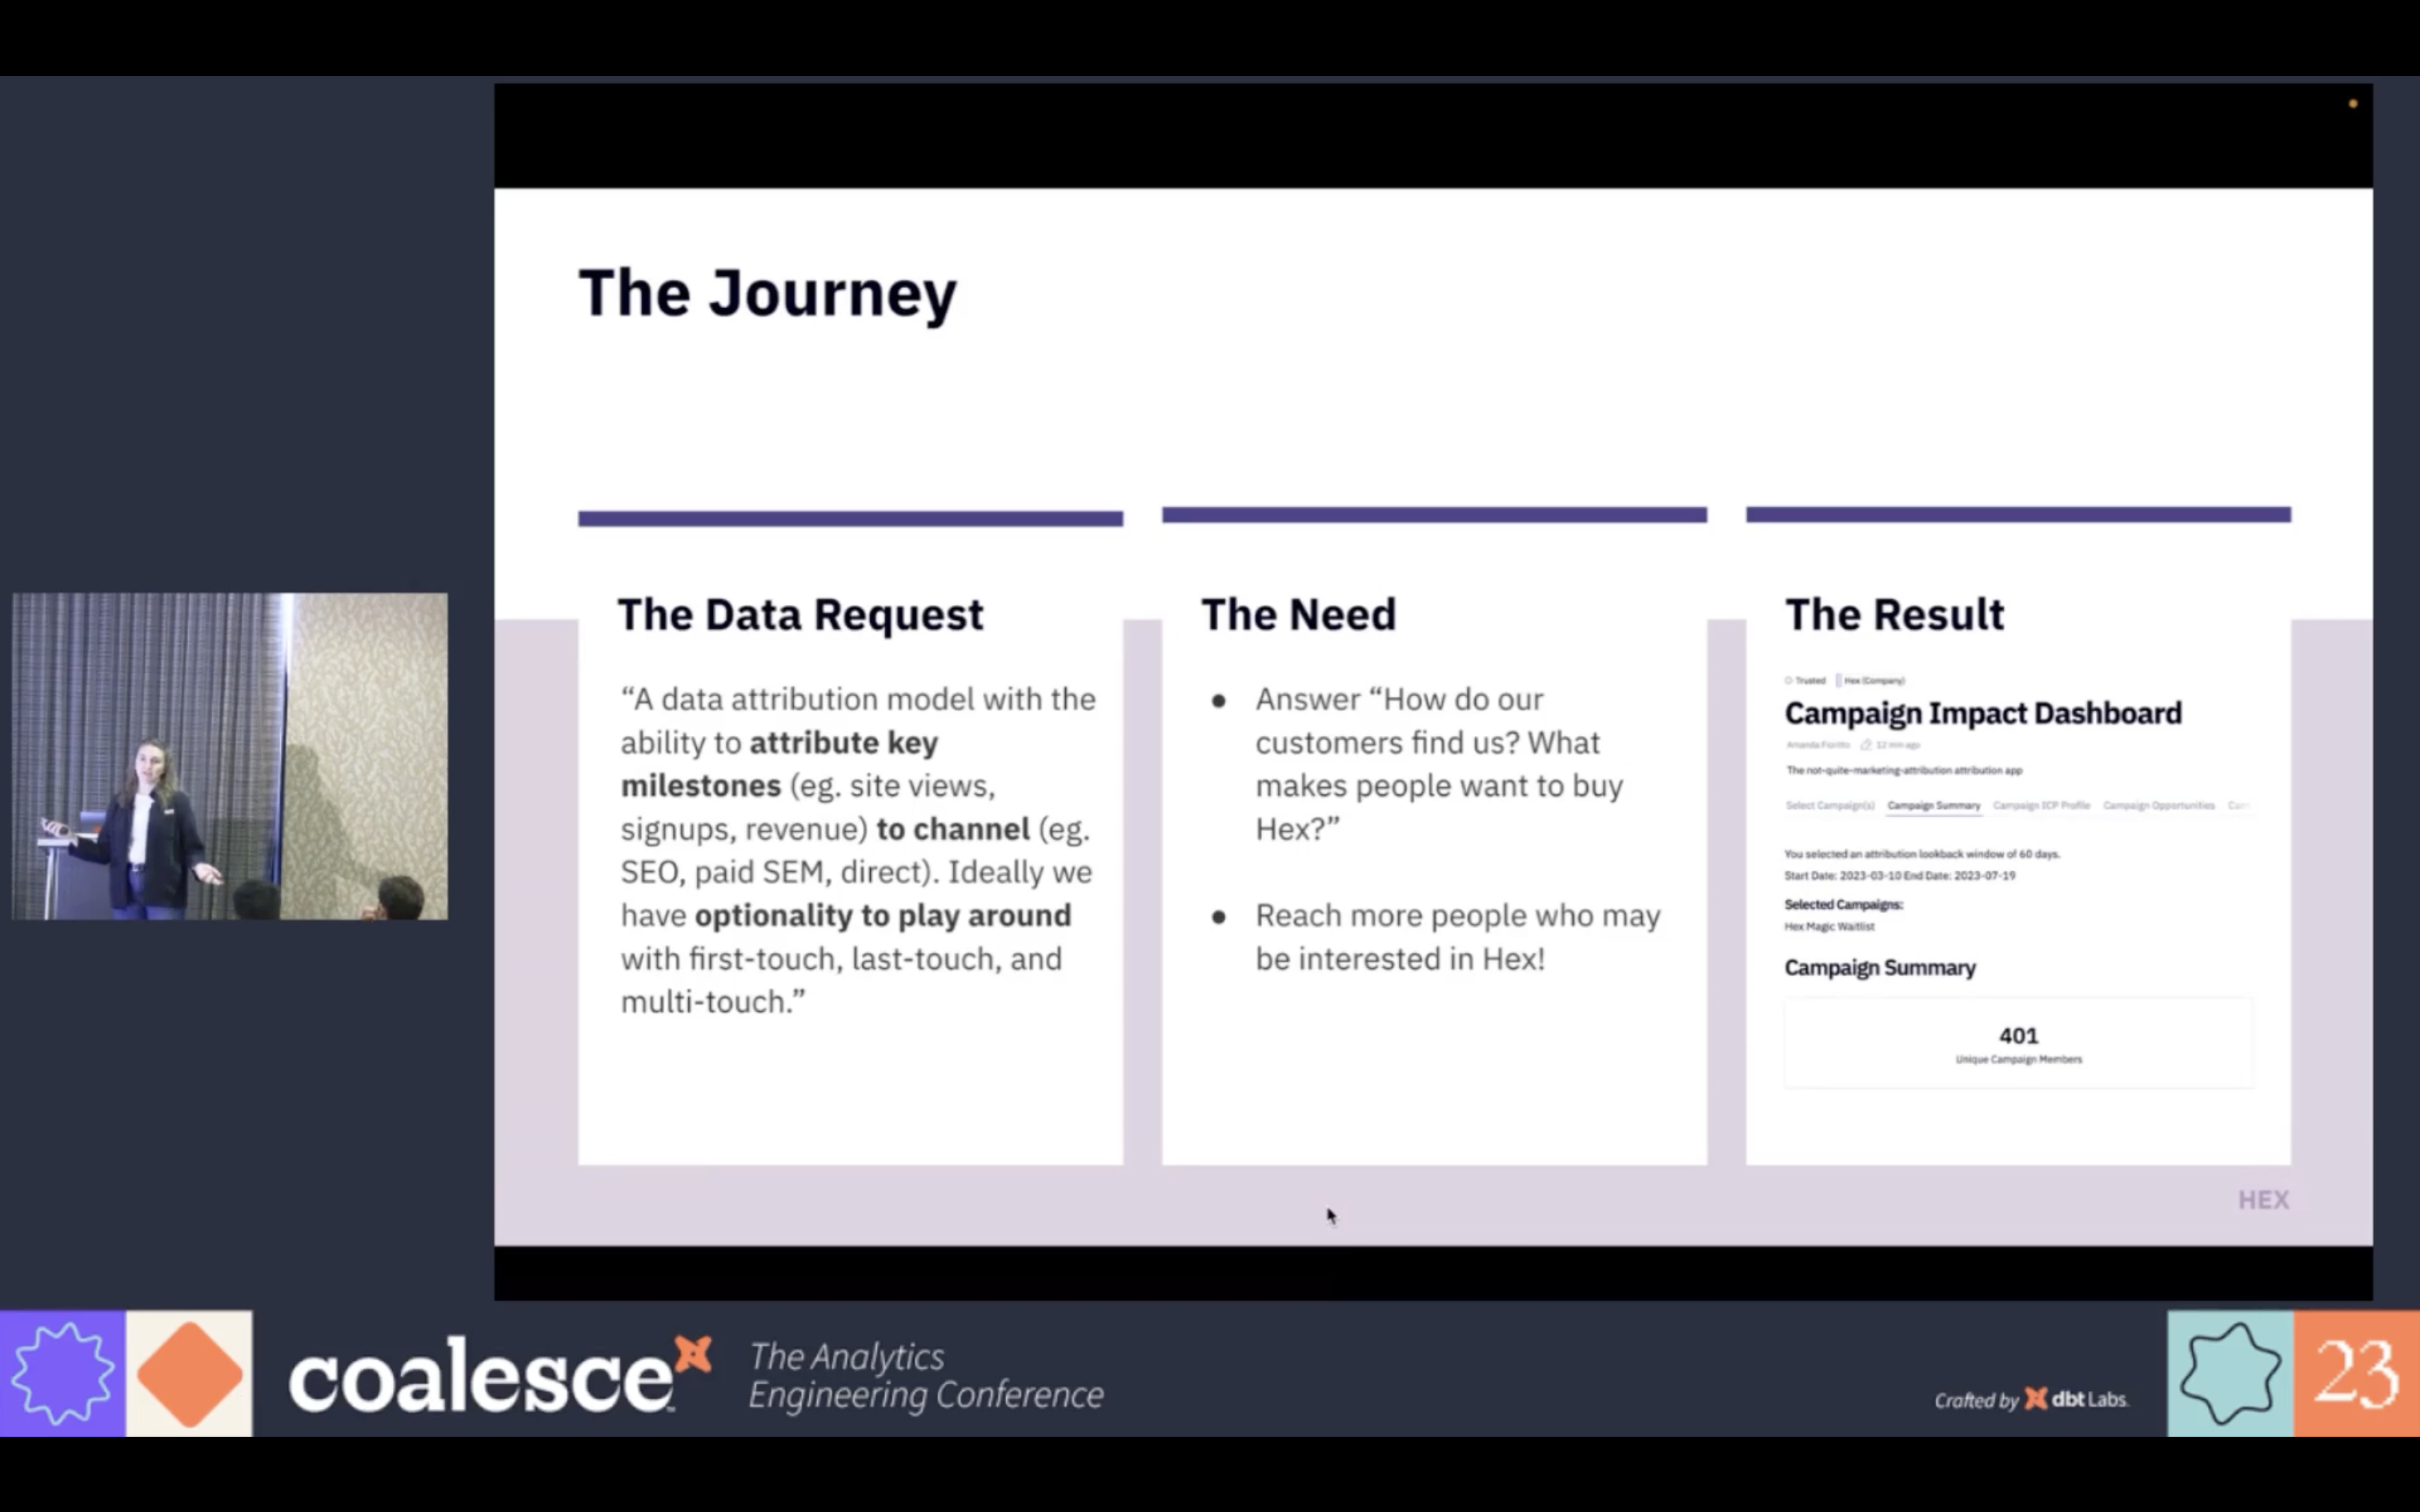 The Journey
The Data Request
“A data attribution model with the
ability to attribute key
milestones (eg. site views,
signups, revenue) to channel (eg.
SEO, paid SEM, direct). Ideally we
have optionality to play around
with first-touch, last-touch, and
multi-touch.”
The Need
● Answer “How do our
customers find us? What
makes people want to buy
Hex?”
● Reach more people who may
be interested in Hex!
The Result
Trusted Hex (Company)
Campaign Impact Dashboard
Amanda Fioritto 12 min ago
The not-quite-marketing-attribution attribution app
Select Campaign(s) Campaign Summary Campaign ICP Profile Campaign Opportunities
You selected an attribution lookback window of 60 days.
Start Date: 2023-03-10 End Date: 2023-07-19
Selected Campaigns:
Hex Magic Waitlist
Campaign Summary
401
Unique Campaign Members
HEX
coalesce
The Analytics
Engineering Conference
Crafted by dbt Labs.
23